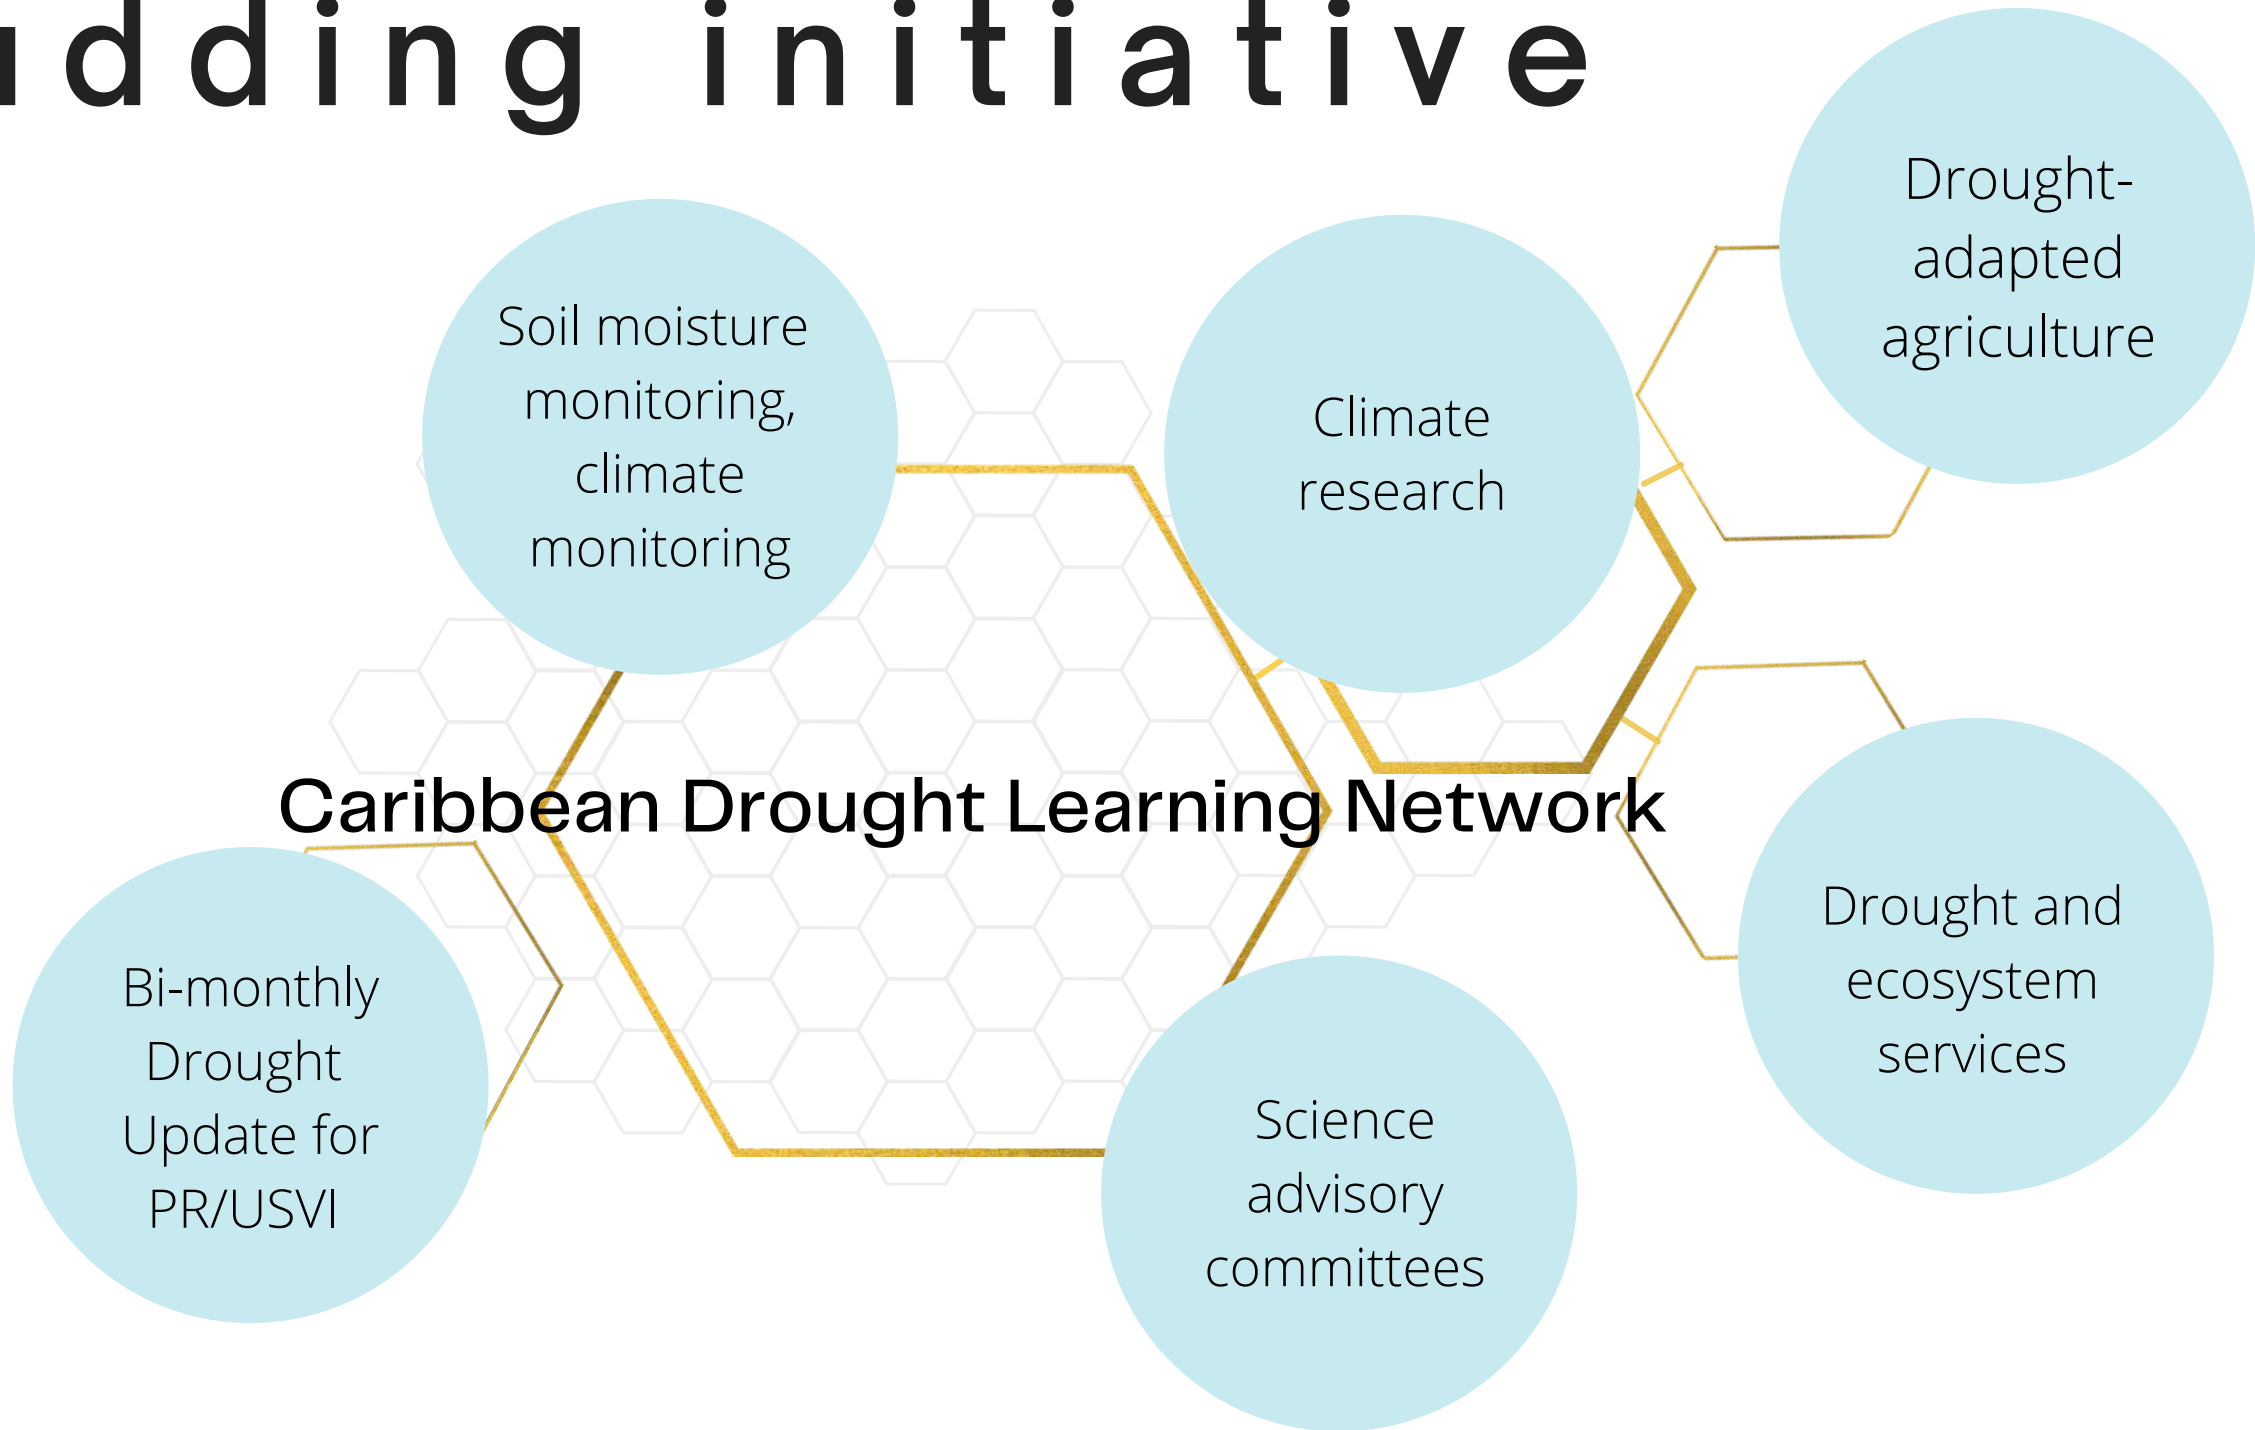 dding initiative
Drought-
adapted
agriculture
Soil moisture
monitoring,
climate
monitoring
Climate
research
Caribbean Drought Learning Network
Drought and
ecosystem
services
Bi-monthly
Drought
Update for
PR/USVI
Science
advisory
committees